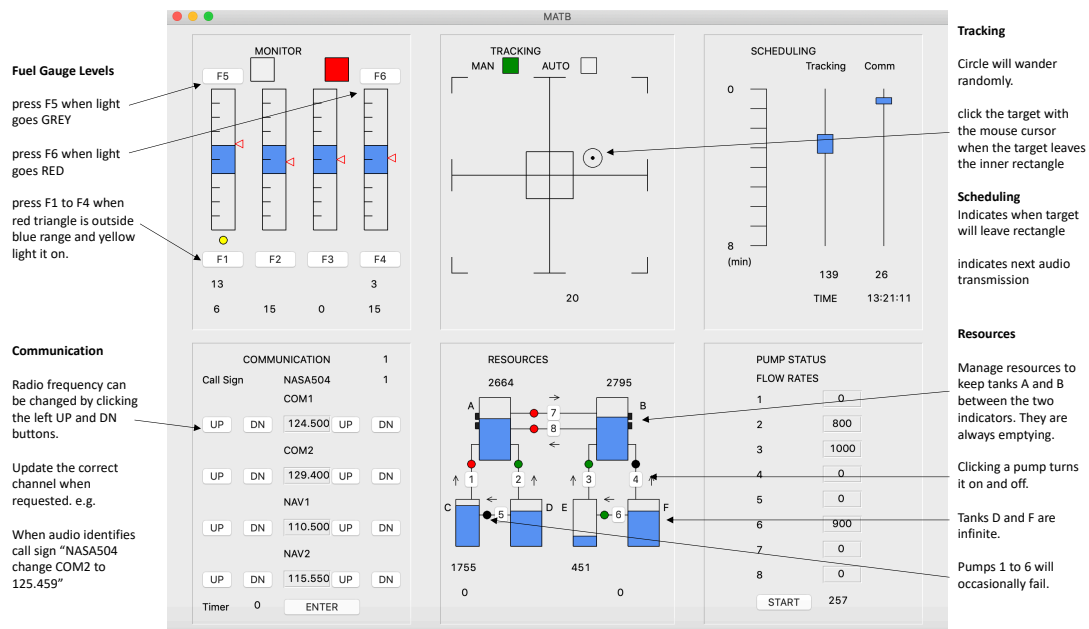 MATB
Fuel Gauge Levels
press F5 when light
goes GREY
press F6 when light
goes RED
press F1 to F4 when
red triangle is outside
blue range and yellow
light it on.
Communication
Radio frequency can
be changed by clicking
the left UP and DN
buttons.
Update the correct
channel when
requested. e.g.
When audio identifies
call sign “NASA504
change COM2 to
125.459”
MONITOR
F5
F6
F1 F2 F3 F4
13 3
6 15 0 15
TRACKING
MAN AUTO
20
SCHEDULING
Tracking Comm
0
8
(min)
139 26
TIME 13:21:11
COMMUNICATION 1
Call Sign NASA504 1
COM1
UP DN 124.500 UP DN
COM2
UP DN 129.400 UP DN
NAV1
UP DN 110.500 UP DN
NAV2
UP DN 115.550 UP DN
Timer 0 ENTER
RESOURCES
2664 2795
A B
7
8
1 2 3 4
C D E F
5 6
1755 451
0 0
PUMP STATUS
FLOW RATES
1 0
2 800
3 1000
4 0
5 0
6 900
7 0
8 0
START 257
Tracking
Circle will wander
randomly.
click the target with
the mouse cursor
when the target leaves
the inner rectangle
Scheduling
Indicates when target
will leave rectangle
indicates next audio
transmission
Resources
Manage resources to
keep tanks A and B
between the two
indicators. They are
always emptying.
Clicking a pump turns
it on and off.
Tanks D and F are
infinite.
Pumps 1 to 6 will
occasionally fail.